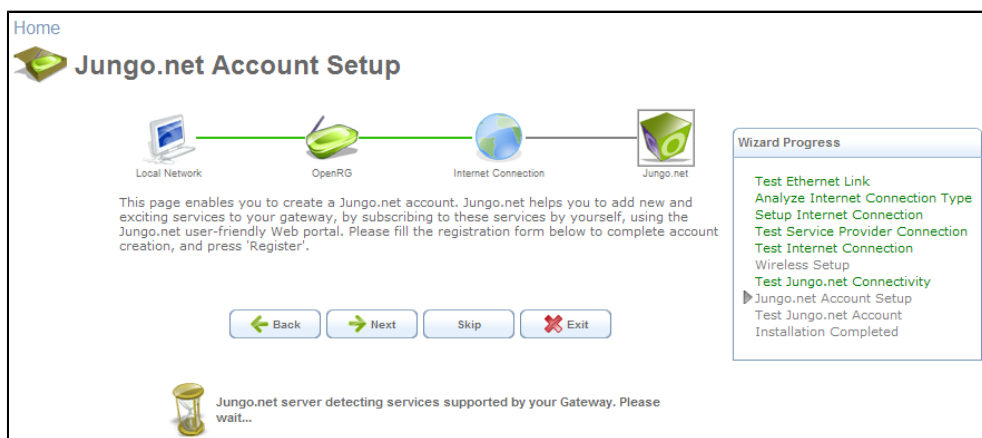 Home
Jungo.net Account Setup
Local Network
OpenRG
Internet Connection
Jungo.net
This page enables you to create a Jungo.net account. Jungo.net helps you to add new and
exciting services to your gateway, by subscribing to these services by yourself, using the
Jungo.net user-friendly Web portal. Please fill the registration form below to complete account
creation, and press 'Register'.
Back
Next
Skip
Exit
Jungo.net server detecting services supported by your Gateway. Please
wait...
Wizard Progress
Test Ethernet Link
Analyze Internet Connection Type
Setup Internet Connection
Test Service Provider Connection
Test Internet Connection
Wireless Setup
Test Jungo.net Connectivity
Jungo.net Account Setup
Test Jungo.net Account
Installation Completed